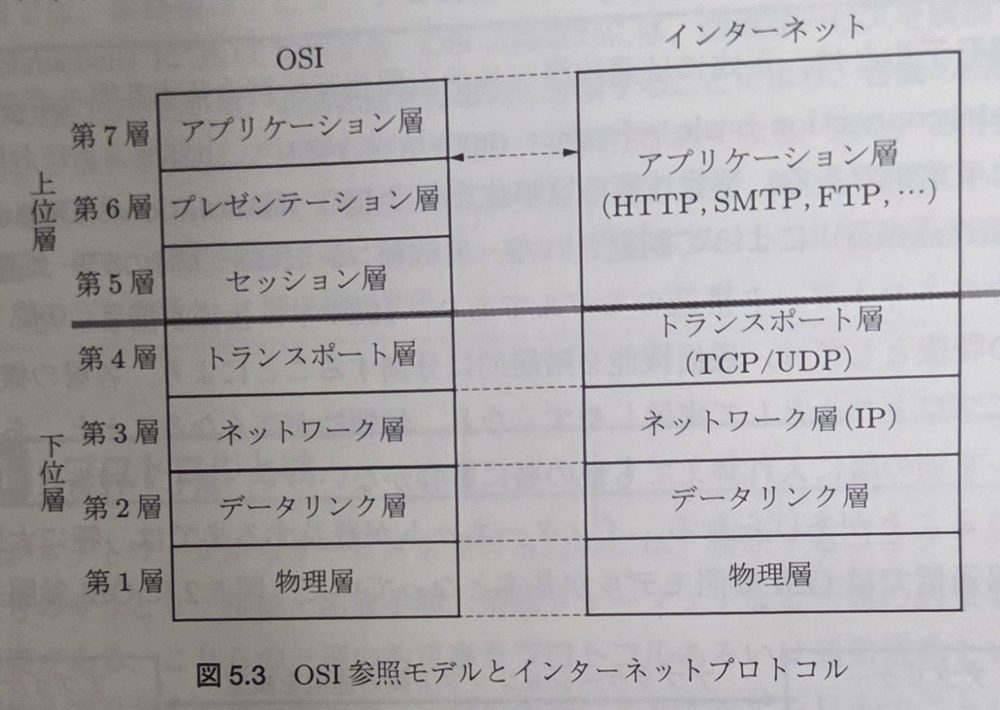 OSI
インターネット
上位層
第7層
アプリケーション層
第6層
プレゼンテーション層
第5層
セッション層
アプリケーション層
(HTTP, SMTP, FTP, …)
下位層
第4層
トランスポート層
トランスポート層
(TCP/UDP)
第3層
ネットワーク層
ネットワーク層(IP)
第2層
データリンク層
データリンク層
第1層
物理層
物理層
図5.3 OSI参照モデルとインターネットプロトコル